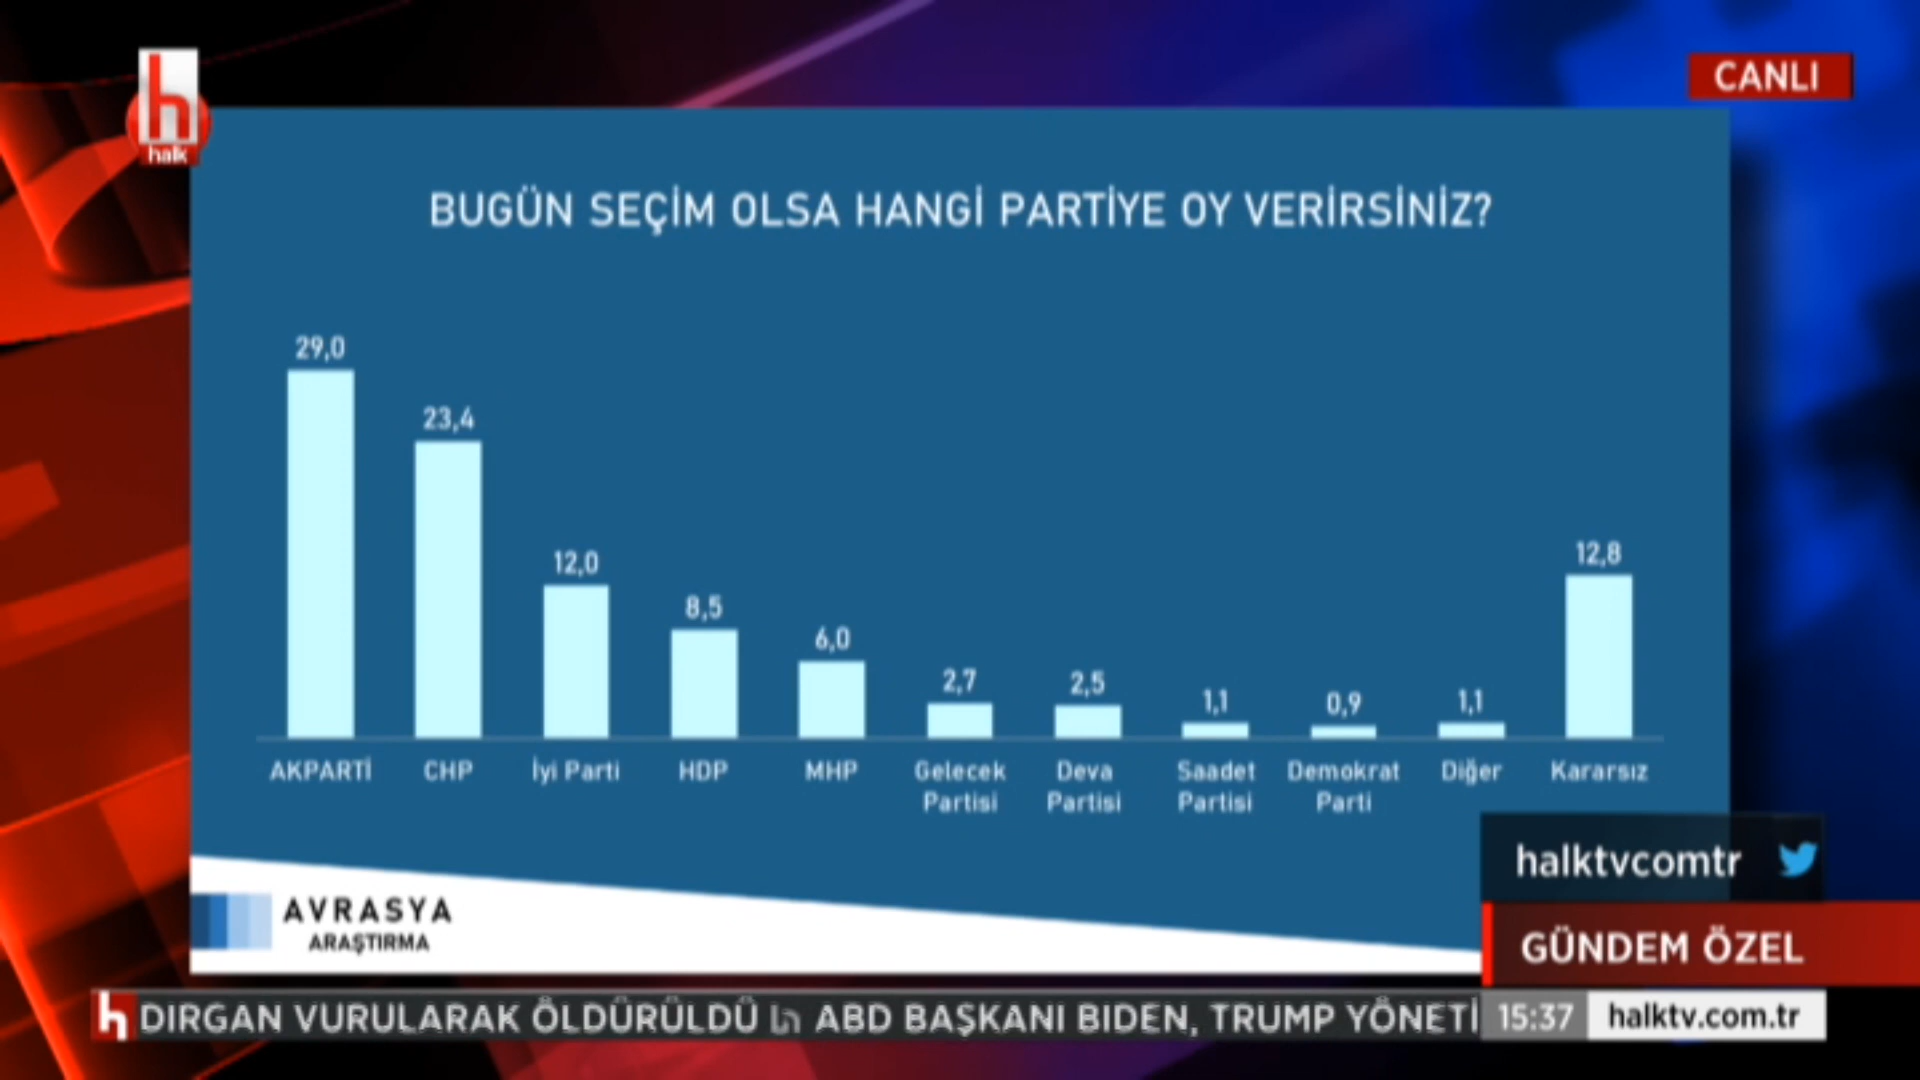 h
halk
CANLI
BUGÜN SEÇİM OLSA HANGİ PARTİYE OY VERİRSİNİZ?
29,0
23,4
12,0
8,5
6,0
2,7
2,5
1,1
0,9
1,1
12,8
AKPARTİ
CHP
İyi Parti
HDP
MHP
Gelecek
Partisi
Deva
Partisi
Saadet
Partisi
Demokrat
Parti
Diğer
Kararsız
AVRASYA
ARAŞTIRMA
halktvcomtr
GÜNDEM ÖZEL
h DIRGAN VURULARAK ÖLDÜRÜLDÜ h ABD BAŞKANI BIDEN, TRUMP YÖNETİ
15:37
halktv.com.tr